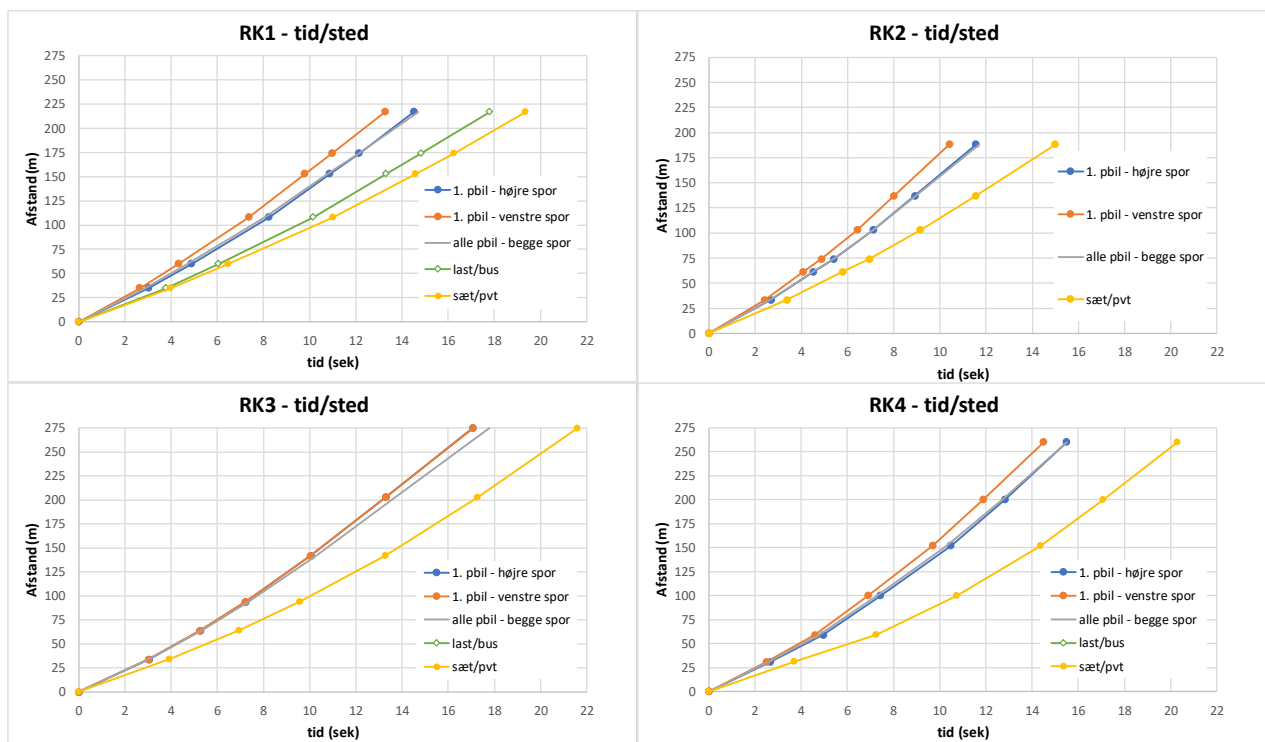 RK1 - tid/sted
Afstand (m)
275
250
225
200
175
150
125
100
75
50
25
0
0 2 4 6 8 10 12 14 16 18 20 22
tid (sek)
1. pbil - højre spor
1. pbil - venstre spor
alle pbil - begge spor
last/bus
sæt/pvt
RK2 - tid/sted
Afstand (m)
275
250
225
200
175
150
125
100
75
50
25
0
0 2 4 6 8 10 12 14 16 18 20 22
tid (sek)
1. pbil - højre spor
1. pbil - venstre spor
alle pbil - begge spor
sæt/pvt
RK3 - tid/sted
Afstand (m)
275
250
225
200
175
150
125
100
75
50
25
0
0 2 4 6 8 10 12 14 16 18 20 22
tid (sek)
1. pbil - højre spor
1. pbil - venstre spor
alle pbil - begge spor
last/bus
sæt/pvt
RK4 - tid/sted
Afstand (m)
275
250
225
200
175
150
125
100
75
50
25
0
0 2 4 6 8 10 12 14 16 18 20 22
tid (sek)
1. pbil - højre spor
1. pbil - venstre spor
alle pbil - begge spor
last/bus
sæt/pvt